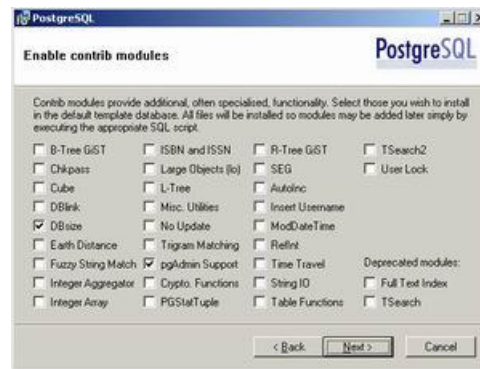 PostgreSQL
Enable contrib modules
PostgreSQL
Contrib modules provide additional, often specialised, functionality. Select those you wish to install
in the default template database. All files will be installed so modules may be added later simply by
executing the appropriate SQL script.
B-Tree GiST
Chkpass
Cube
DBlink
DBsize
Earth Distance
Fuzzy String Match
Integer Aggregator
Integer Array
ISBN and ISSN
Large Objects (lo)
L-Tree
Misc. Utilities
No Update
Trigram Matching
pgAdmin Support
Crypto. Functions
PGStatTuple
R-Tree GiST
SEG
AutoInc
Insert Username
ModDateTime
RefInt
Time Travel
String IO
Table Functions
TSearch2
User Lock
Deprecated modules:
Full Text Index
TSearch
< Back
Next >
Cancel